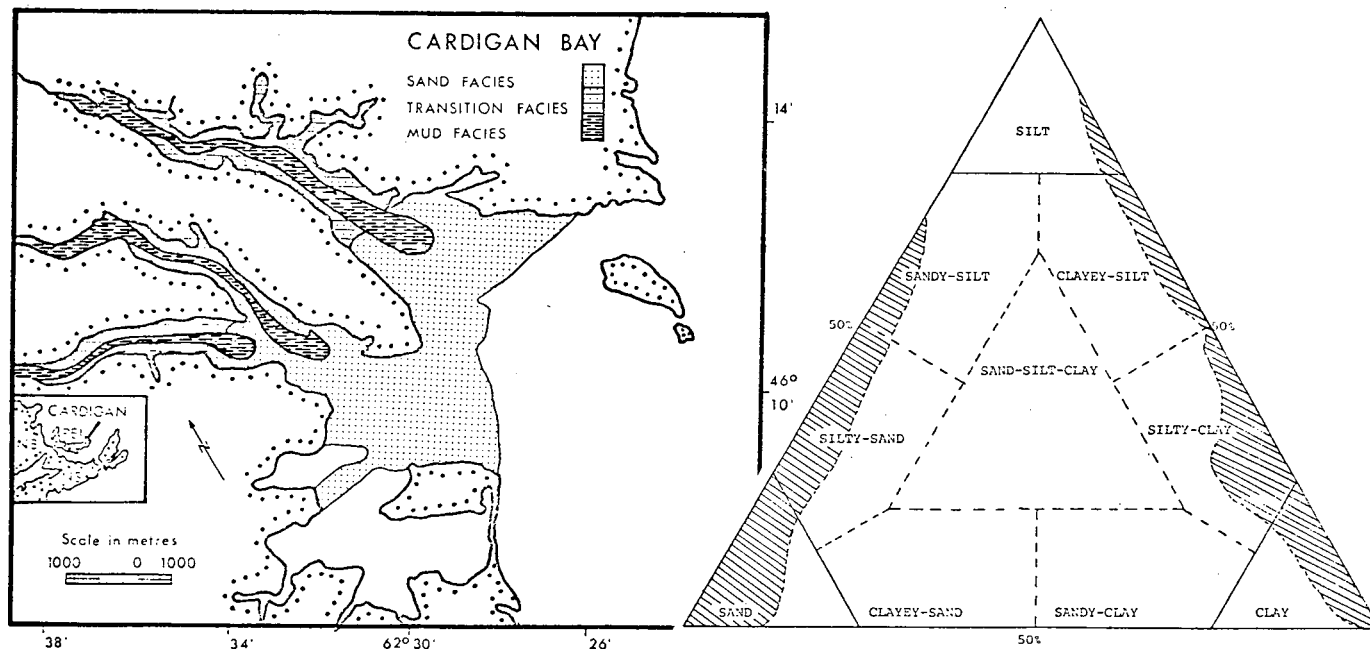 CARDIGAN BAY
SAND FACIES
TRANSITION FACIES
MUD FACIES
14'
46°
10'
CARDIGAN
Scale in metres
1000 0 1000
38' 34' 62° 30' 26'
SILT
SANDY-SILT CLAYEY-SILT
50%
SAND-SILT-CLAY
SILTY-SAND SILTY-CLAY
SAND CLAYEY-SAND SANDY-CLAY CLAY
50%